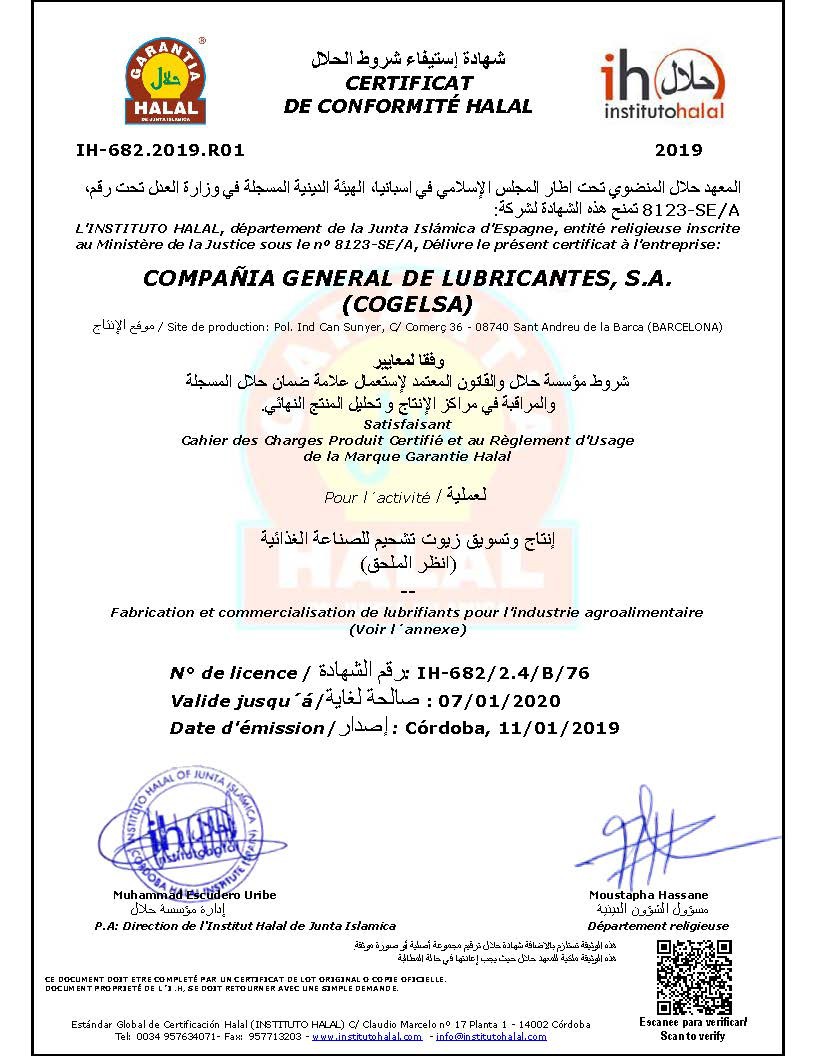 GARANTIA
حلال
HALAL
DE JUNTA ISLAMICA
®
شهادة إستيفاء شروط الحلال
CERTIFICAT
DE CONFORMITÉ HALAL
ih حلال
institutohalal
IH-682.2019.R01
2019
المعهد حلال المنضوي تحت اطار المجلس الإسلامي في اسبانيا، الهيئة الدينية المسجلة في وزارة العدل تحت رقم،
8123-SE/A تمنح هذه الشهادة لشركة:
L'INSTITUTO HALAL, département de la Junta Islámica d'Espagne, entité religieuse inscrite
au Ministère de la Justice sous le nº 8123-SE/A, Délivre le présent certificat à l'entreprise:
COMPAÑIA GENERAL DE LUBRICANTES, S.A.
(COGELSA)
موقع الإنتاج / Site de production: Pol. Ind Can Sunyer, C/ Comerç 36 - 08740 Sant Andreu de la Barca (BARCELONA)
وفقا لمعايير
شروط مؤسسة حلال والقانون المعتمد لإستعمال علامة ضمان حلال المسجلة
والمراقبة في مراكز الإنتاج و تحليل المنتج النهائي.
Satisfaisant
Cahier des Charges Produit Certifié et au Règlement d'Usage
de la Marque Garantie Halal
Pour l´activité / لعملية
إنتاج وتسويق زيوت تشحيم للصناعة الغذائية
(انظر الملحق)
--
Fabrication et commercialisation de lubrifiants pour l'industrie agroalimentaire
(Voir l´annexe)
N° de licence / رقم الشهادة: IH-682/2.4/B/76
Valide jusqu´á/صالحة لغاية : 07/01/2020
Date d'émission/إصدار: Córdoba, 11/01/2019
INSTITUTO HALAL OF JUNTA ISLAMICA
CORDOBA HALAL INSTITUTE SPAIN
ih حلال
institutohalal
Muhammad Escudero Uribe
إدارة مؤسسة حلال
P.A: Direction de l'Institut Halal de Junta Islamica
Moustapha Hassane
مسؤول الشؤون الدينية
Département religieuse
هذه الوثيقة تستلزم بالاضافة شهادة حلال ترقيم مجموعة أصلية أو صورة موثقة
هذه الوثيقة ملكية للمعهد حلال حيث يجب إعادتها في حالة المطالبة
CE DOCUMENT DOIT ETRE COMPLETÉ PAR UN CERTIFICAT DE LOT ORIGINAL O COPIE OFICIELLE.
DOCUMENT PROPRIETÉ DE L´I.H, SE DOIT RETOURNER AVEC UNE SIMPLE DEMANDE.
Escanee para verificar/
Scan to verify
Estándar Global de Certificación Halal (INSTITUTO HALAL) C/ Claudio Marcelo nº 17 Planta 1 - 14002 Córdoba
Tel: 0034 957634071- Fax: 957713203 - www.institutohalal.com - info@institutohalal.com